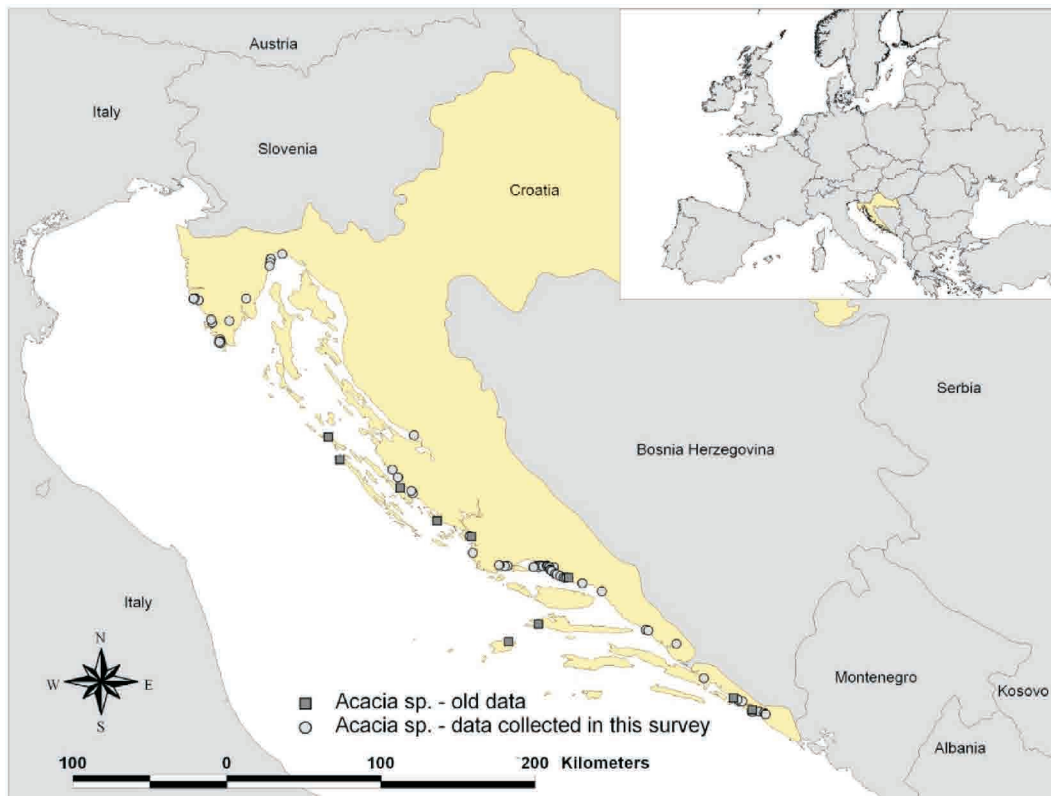 Austria
Italy
Slovenia
Croatia
Serbia
Bosnia Herzegovina
Italy
N
W E
S
Montenegro
Kosovo
Albania
Acacia sp. - old data
Acacia sp. - data collected in this survey
100 0 100 200 Kilometers